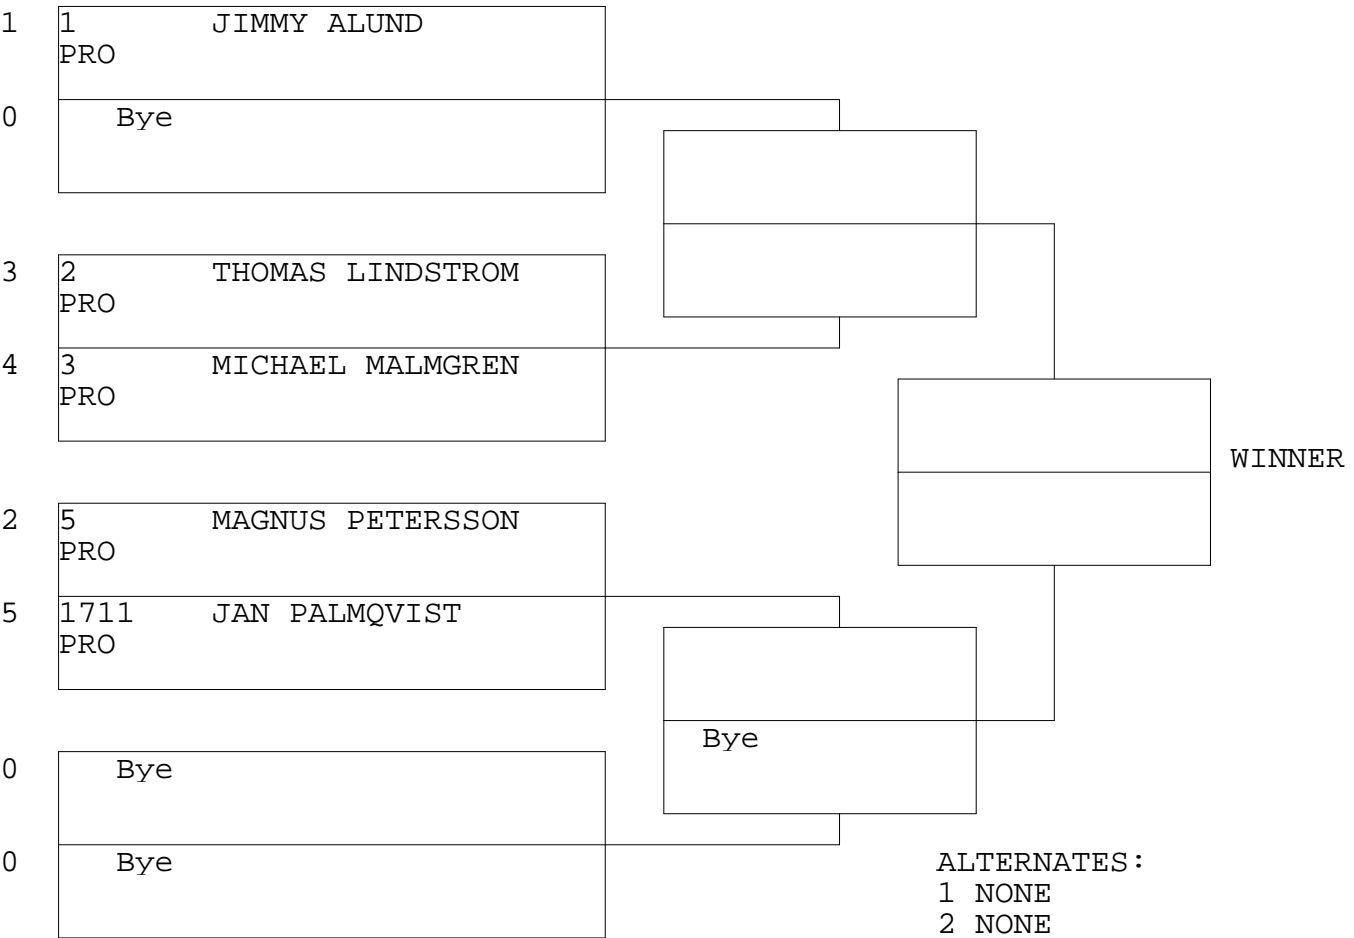 1 1 JIMMY ALUND
PRO
0 Bye
3 2 THOMAS LINDSTROM
PRO
4 3 MICHAEL MALMGREN
PRO
WINNER
2 5 MAGNUS PETERSSON
PRO
5 1711 JAN PALMQVIST
PRO
Bye
0 Bye
0 Bye
ALTERNATES:
1 NONE
2 NONE